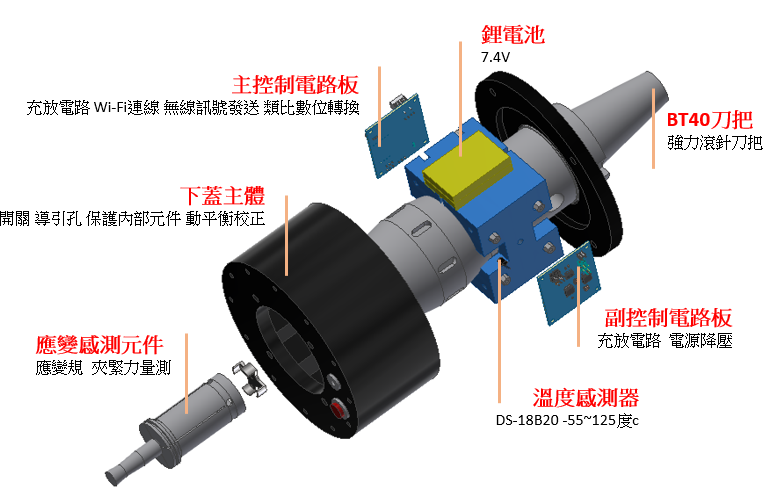 鋰電池
7.4V
主控制電路板
充放電路 Wi-Fi連線 無線訊號發送 類比數位轉換
BT40刀把
強力滾針刀把
下蓋主體
開關 導引孔 保護內部元件 動平衡校正
副控制電路板
充放電路 電源降壓
應變感測元件
應變規 夾緊力量測
溫度感測器
DS-18B20 -55~125度c